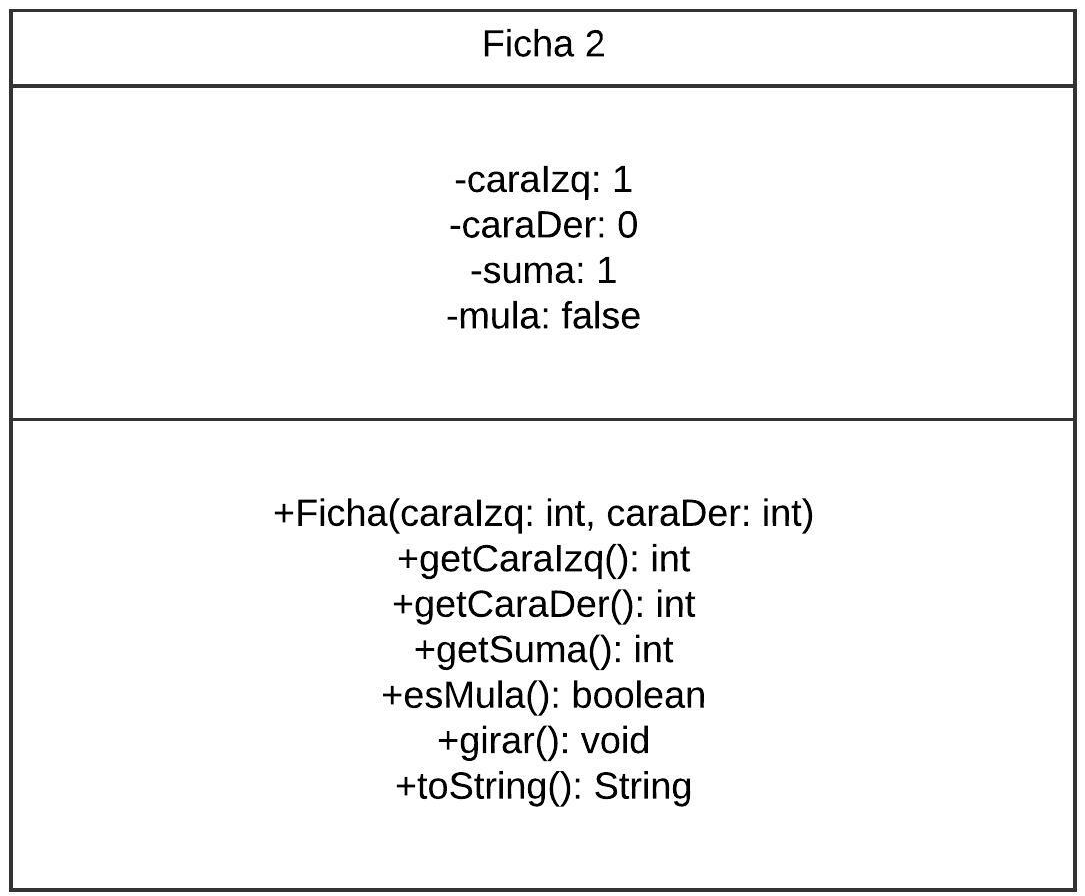 Ficha 2
-caraIzq: 1
-caraDer: 0
-suma: 1
-mula: false
+Ficha(caraIzq: int, caraDer: int)
+getCaraIzq(): int
+getCaraDer(): int
+getSuma(): int
+esMula(): boolean
+girar(): void
+toString(): String